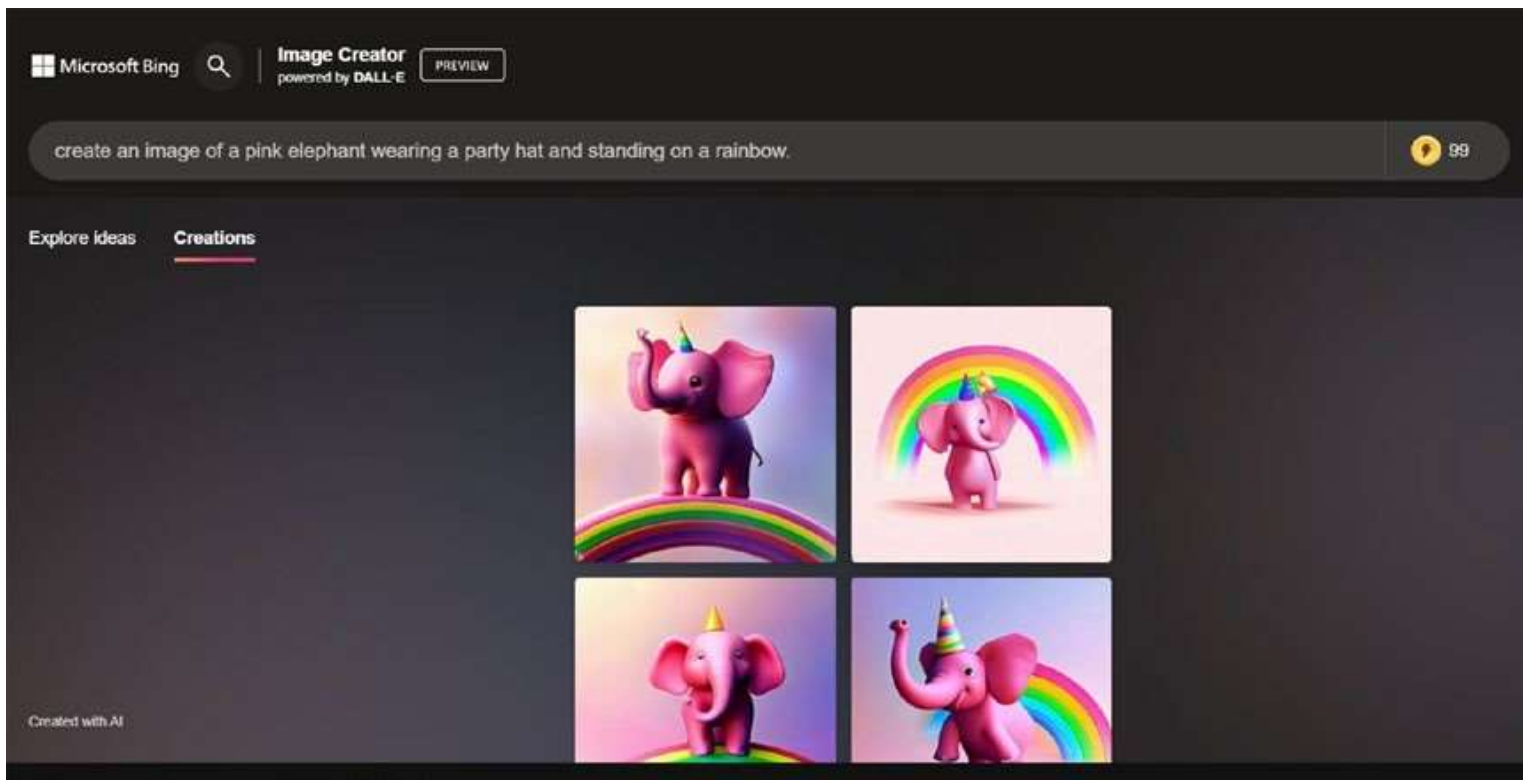 Microsoft Bing
Image Creator
powered by DALL·E
PREVIEW
create an image of a pink elephant wearing a party hat and standing on a rainbow.
99
Explore ideas
Creations
Created with AI